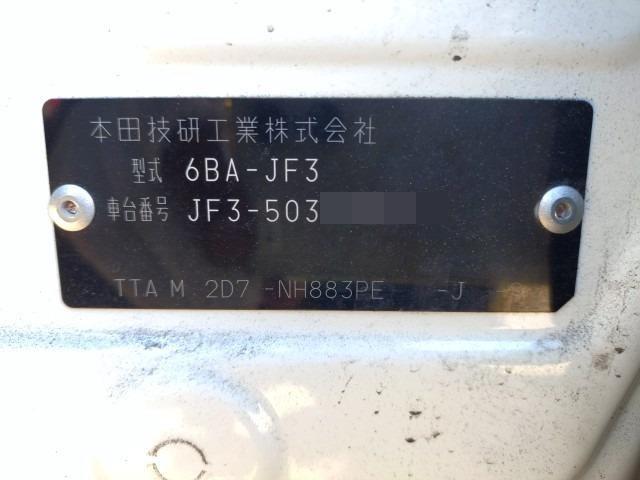 本田技研工業株式会社
型式 6BA-JF3
車台番号 JF3-503
TTA M 2D7 -NH883PE -J